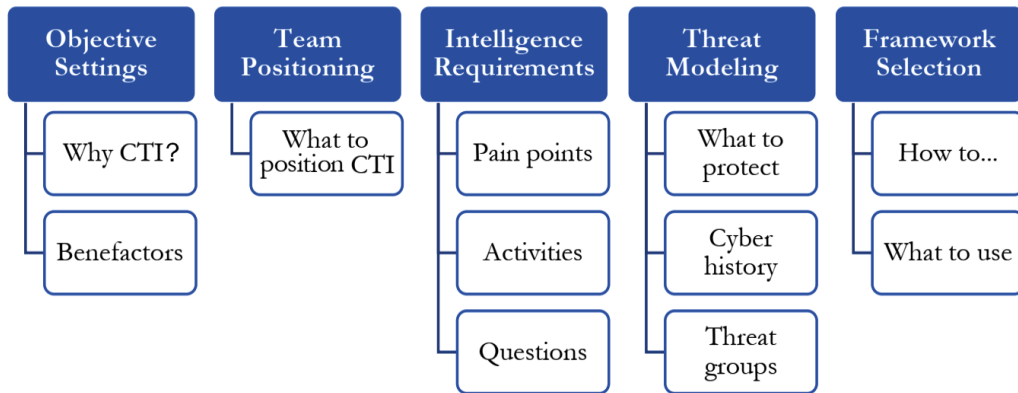 Objective
Settings
Why CTI?
Benefactors
Team
Positioning
What to
position CTI
Intelligence
Requirements
Pain points
Activities
Questions
Threat
Modeling
What to
protect
Cyber
history
Threat
groups
Framework
Selection
How to...
What to use